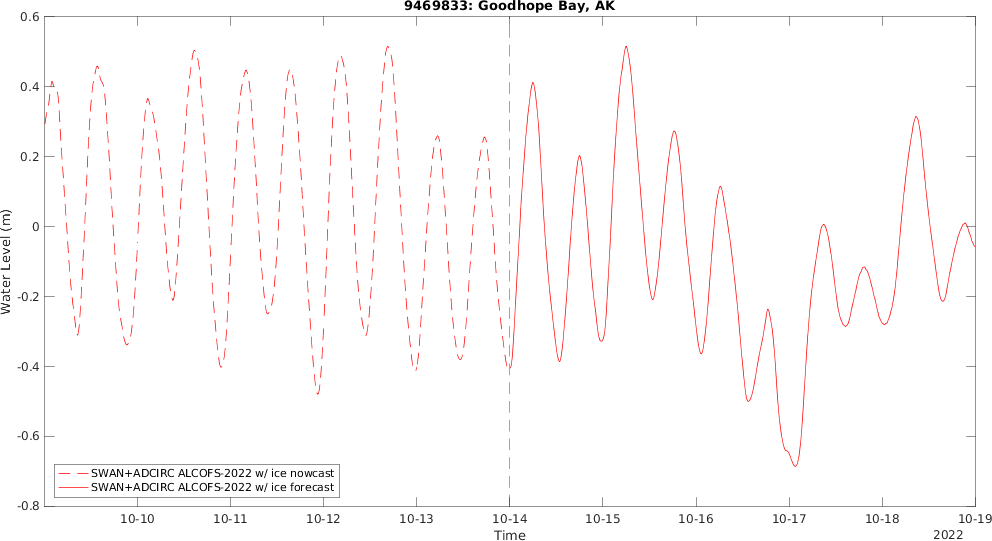 9469833: Goodhope Bay, AK
0.6
0.4
0.2
0
-0.2
-0.4
-0.6
-0.8
Water Level (m)
SWAN+ADCIRC ALCOFS-2022 w/ ice nowcast
SWAN+ADCIRC ALCOFS-2022 w/ ice forecast
10-10 10-11 10-12 10-13 10-14 10-15 10-16 10-17 10-18 10-19
Time
2022